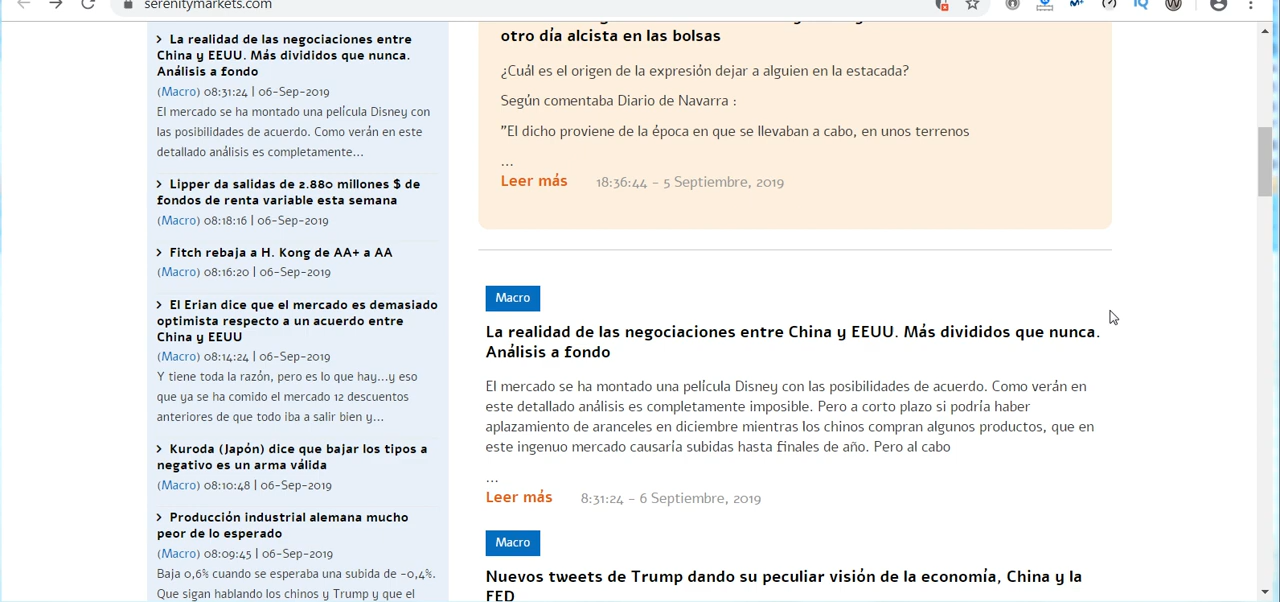 serenitymarkets.com
> La realidad de las negociaciones entre
China y EEUU. Más divididos que nunca.
Análisis a fondo
(Macro) 08:31:24 | 06-Sep-2019
El mercado se ha montado una película Disney con
las posibilidades de acuerdo. Como verán en este
detallado análisis es completamente...
> Lipper da salidas de 2.880 millones $ de
fondos de renta variable esta semana
(Macro) 08:18:16 | 06-Sep-2019
> Fitch rebaja a H. Kong de AA+ a AA
(Macro) 08:16:20 | 06-Sep-2019
> El Erian dice que el mercado es demasiado
optimista respecto a un acuerdo entre
China y EEUU
(Macro) 08:14:24 | 06-Sep-2019
Y tiene toda la razón, pero es lo que hay...y eso
que ya se ha comido el mercado 12 descuentos
anteriores de que todo iba a salir bien y...
> Kuroda (Japón) dice que bajar los tipos a
negativo es un arma válida
(Macro) 08:10:48 | 06-Sep-2019
> Producción industrial alemana mucho
peor de lo esperado
(Macro) 08:09:45 | 06-Sep-2019
Baja 0,6% cuando se esperaba una subida de -0,4%.
Que sigan hablando los chinos y Trump y que el
otro día alcista en las bolsas
¿Cuál es el origen de la expresión dejar a alguien en la estacada?
Según comentaba Diario de Navarra :
"El dicho proviene de la época en que se llevaban a cabo, en unos terrenos
...
Leer más 18:36:44 - 5 Septiembre, 2019
Macro
La realidad de las negociaciones entre China y EEUU. Más divididos que nunca.
Análisis a fondo
El mercado se ha montado una película Disney con las posibilidades de acuerdo. Como verán en
este detallado análisis es completamente imposible. Pero a corto plazo si podría haber
aplazamiento de aranceles en diciembre mientras los chinos compran algunos productos, que en
este ingenuo mercado causaría subidas hasta finales de año. Pero al cabo
...
Leer más 8:31:24 - 6 Septiembre, 2019
Macro
Nuevos tweets de Trump dando su peculiar visión de la economía, China y la
FED